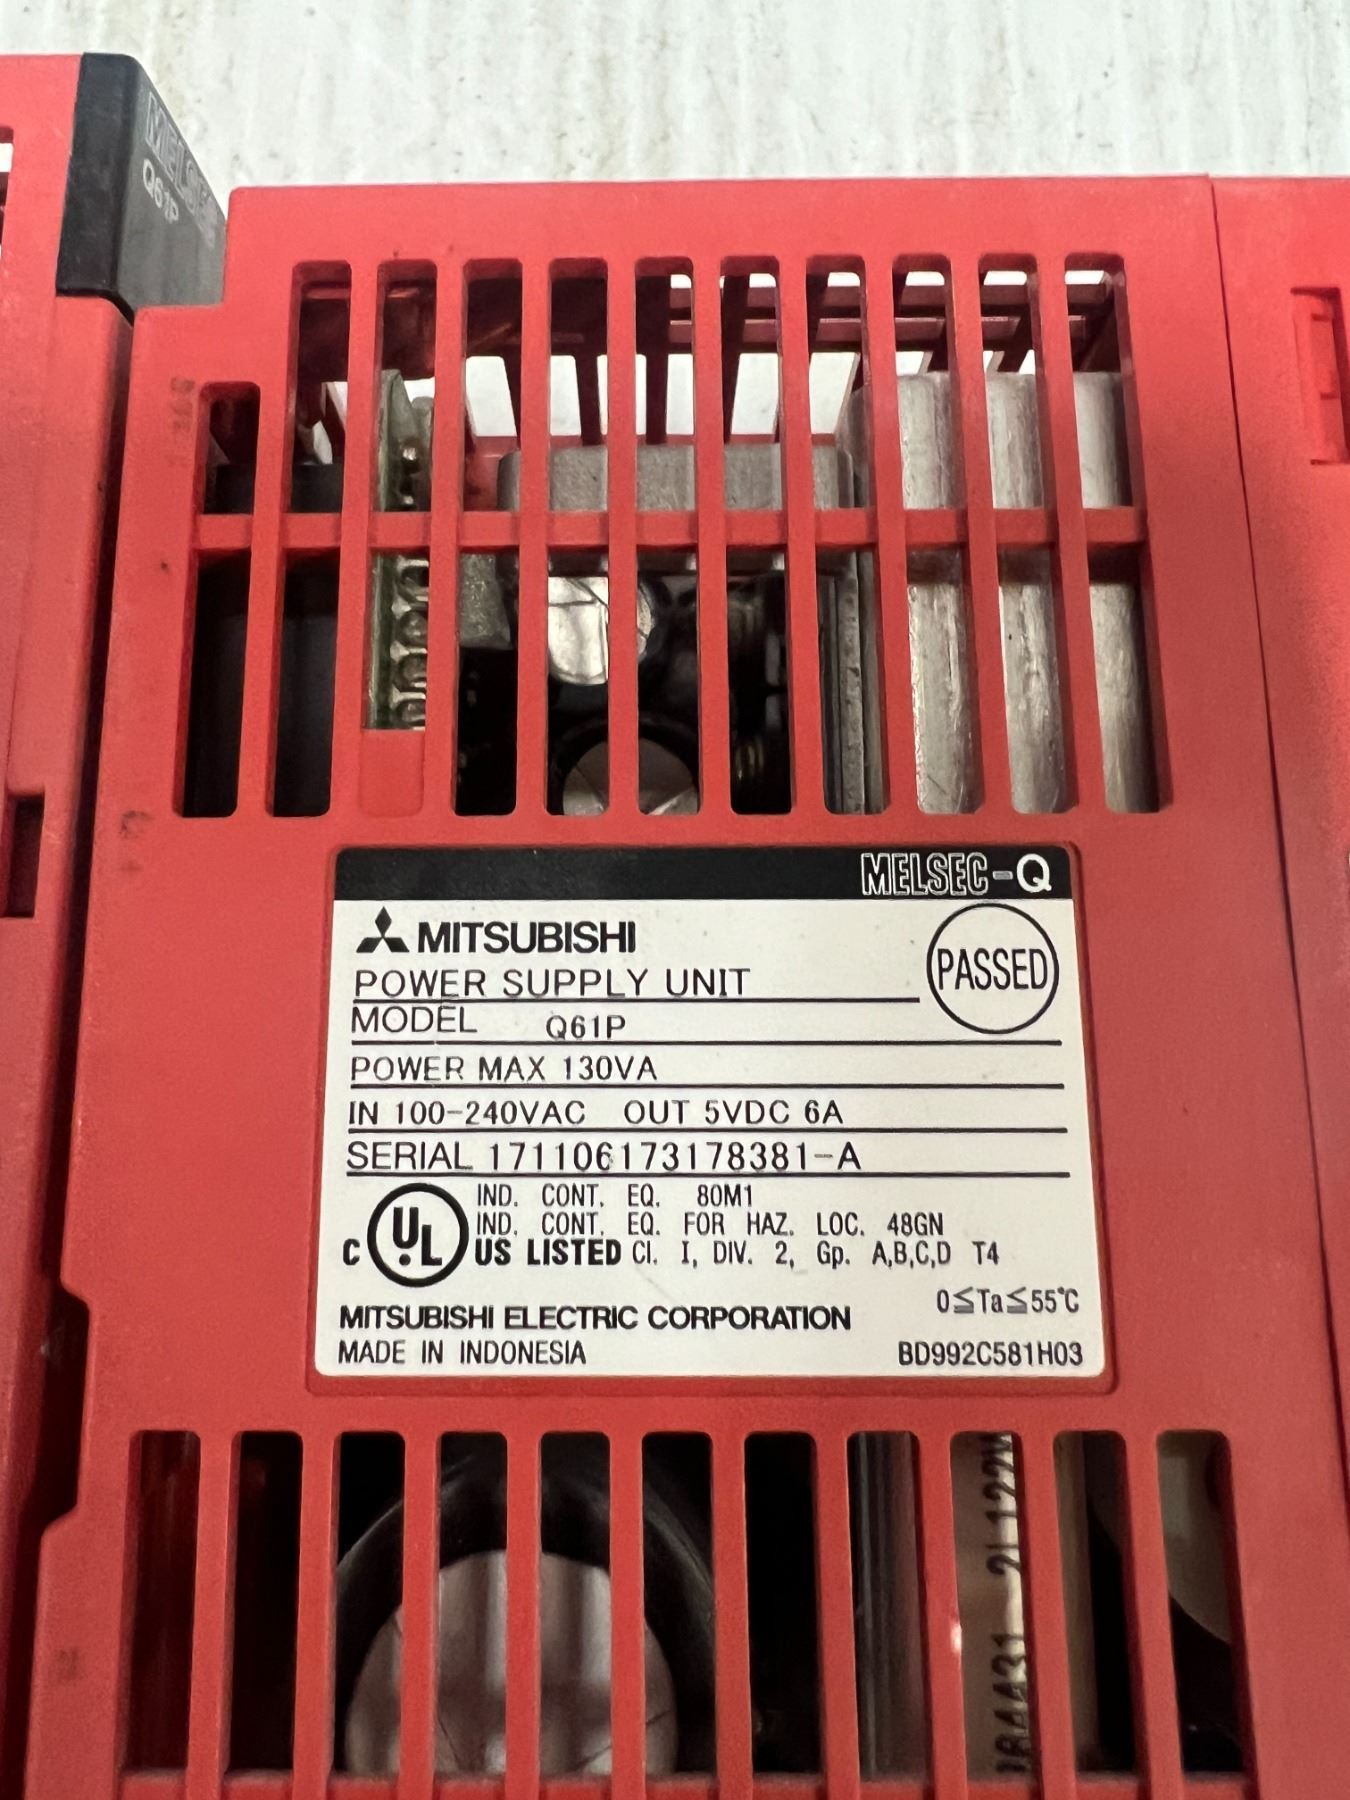 MELSEC
Q61P
MELSEC-Q
MITSUBISHI
PASSED
POWER SUPPLY UNIT
MODEL Q61P
POWER MAX 130VA
IN 100-240VAC OUT 5VDC 6A
SERIAL 171106173178381-A
IND. CONT. EQ. 80M1
IND. CONT. EQ. FOR HAZ. LOC. 48GN
C UL US LISTED Cl. I, DIV. 2, Gp. A,B,C,D T4
0≦Ta≦55℃
MITSUBISHI ELECTRIC CORPORATION
MADE IN INDONESIA BD992C581H03